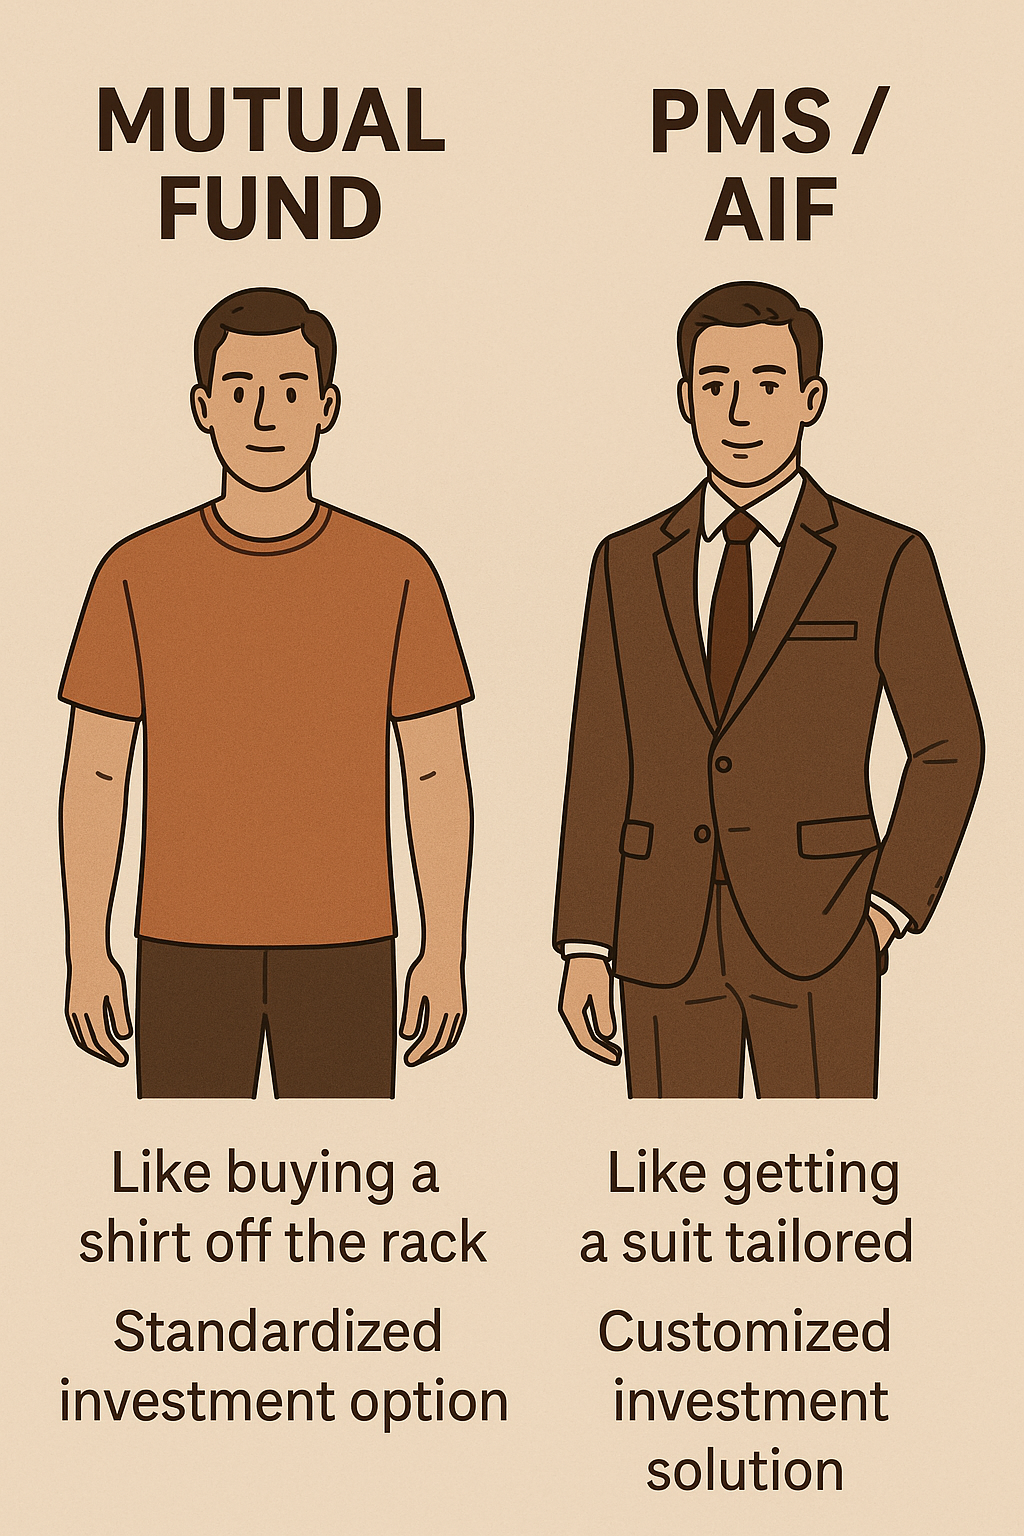 MUTUAL
FUND
Like buying a
shirt off the rack
Standardized
investment option
PMS /
AIF
Like getting
a suit tailored
Customized
investment
solution